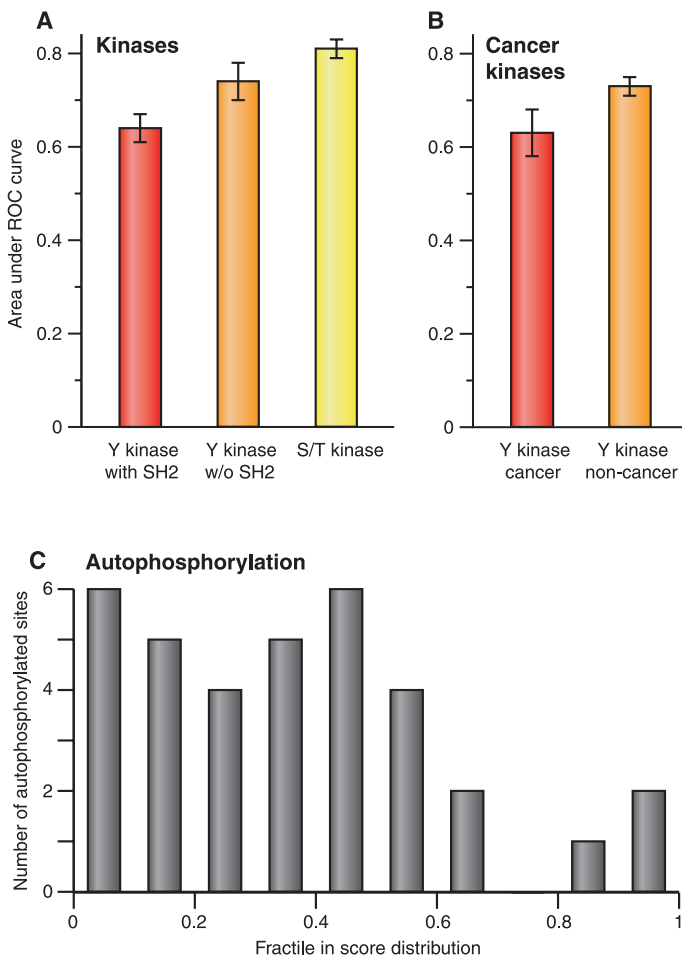 A
Kinases
Area under ROC curve
0.8
0.6
0.4
0.2
0
Y kinase
with SH2
Y kinase
w/o SH2
S/T kinase
B
Cancer
kinases
0.8
0.6
0.4
0.2
0
Y kinase
cancer
Y kinase
non-cancer
C
Autophosphorylation
Number of autophosphorylated sites
6
4
2
0
0
0.2
0.4
0.6
0.8
1
Fractile in score distribution